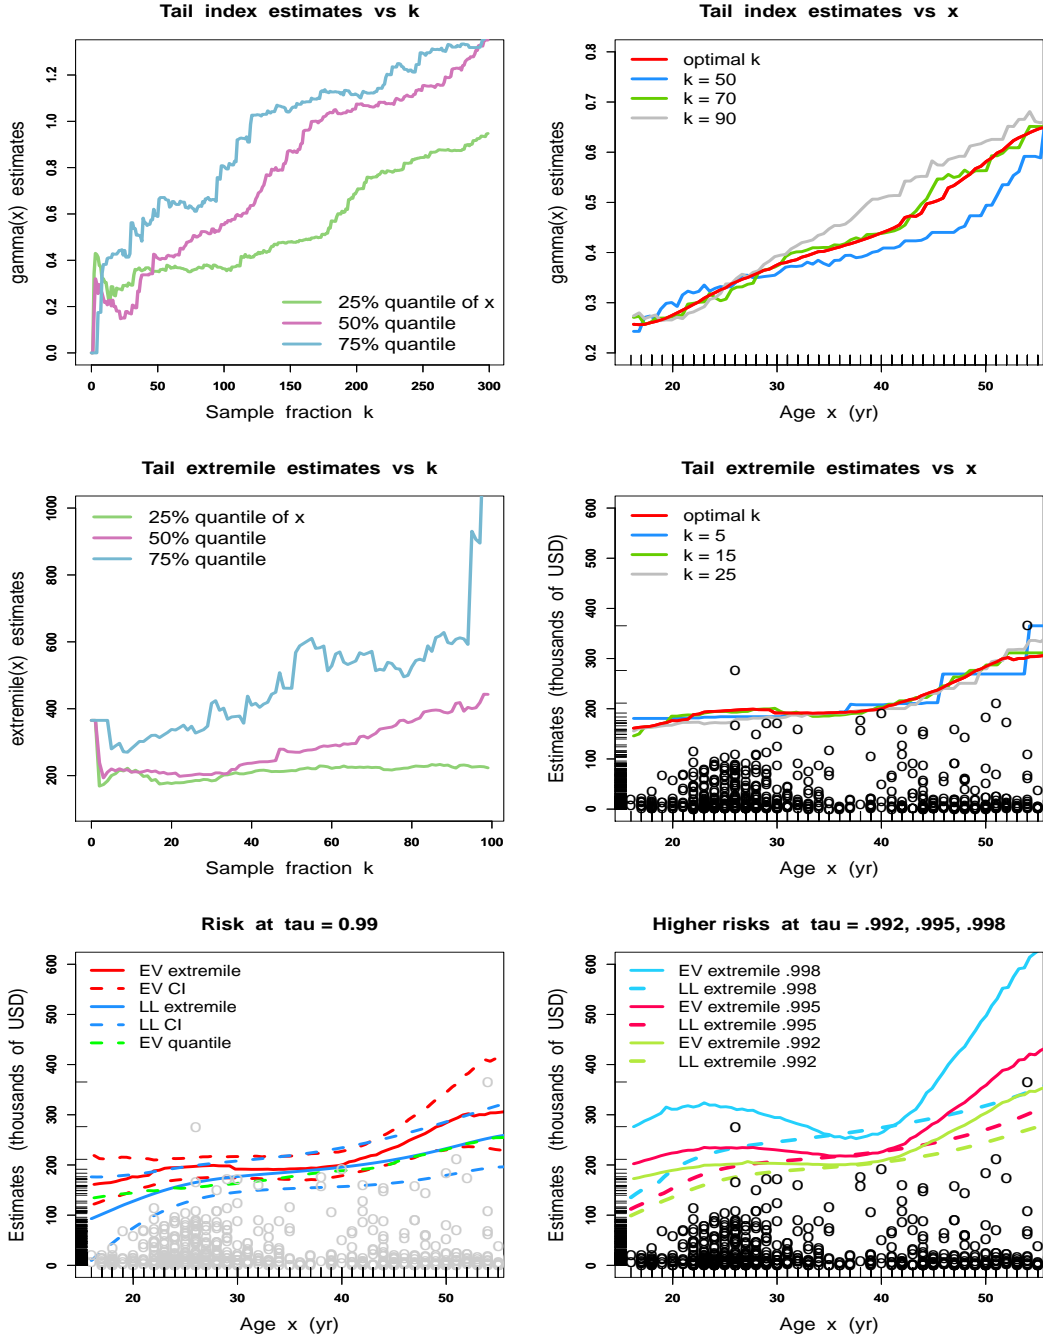 Tail index estimates vs k
gamma(x) estimates
0.0 0.2 0.4 0.6 0.8 1.0 1.2
25% quantile of x
50% quantile
75% quantile
0 50 100 150 200 250 300
Sample fraction k
Tail index estimates vs x
gamma(x) estimates
0.2 0.3 0.4 0.5 0.6 0.7 0.8
optimal k
k = 50
k = 70
k = 90
20 30 40 50
Age x (yr)
Tail extremile estimates vs k
extremile(x) estimates
200 400 600 800 1000
25% quantile of x
50% quantile
75% quantile
0 20 40 60 80 100
Sample fraction k
Tail extremile estimates vs x
Estimates (thousands of USD)
0 100 200 300 400 500 600
optimal k
k = 5
k = 15
k = 25
20 30 40 50
Age x (yr)
Risk at tau = 0.99
Estimates (thousands of USD)
0 100 200 300 400 500 600
EV extremile
EV CI
LL extremile
LL CI
EV quantile
20 30 40 50
Age x (yr)
Higher risks at tau = .992, .995, .998
Estimates (thousands of USD)
0 100 200 300 400 500 600
EV extremile .998
LL extremile .998
EV extremile .995
LL extremile .995
EV extremile .992
LL extremile .992
20 30 40 50
Age x (yr)